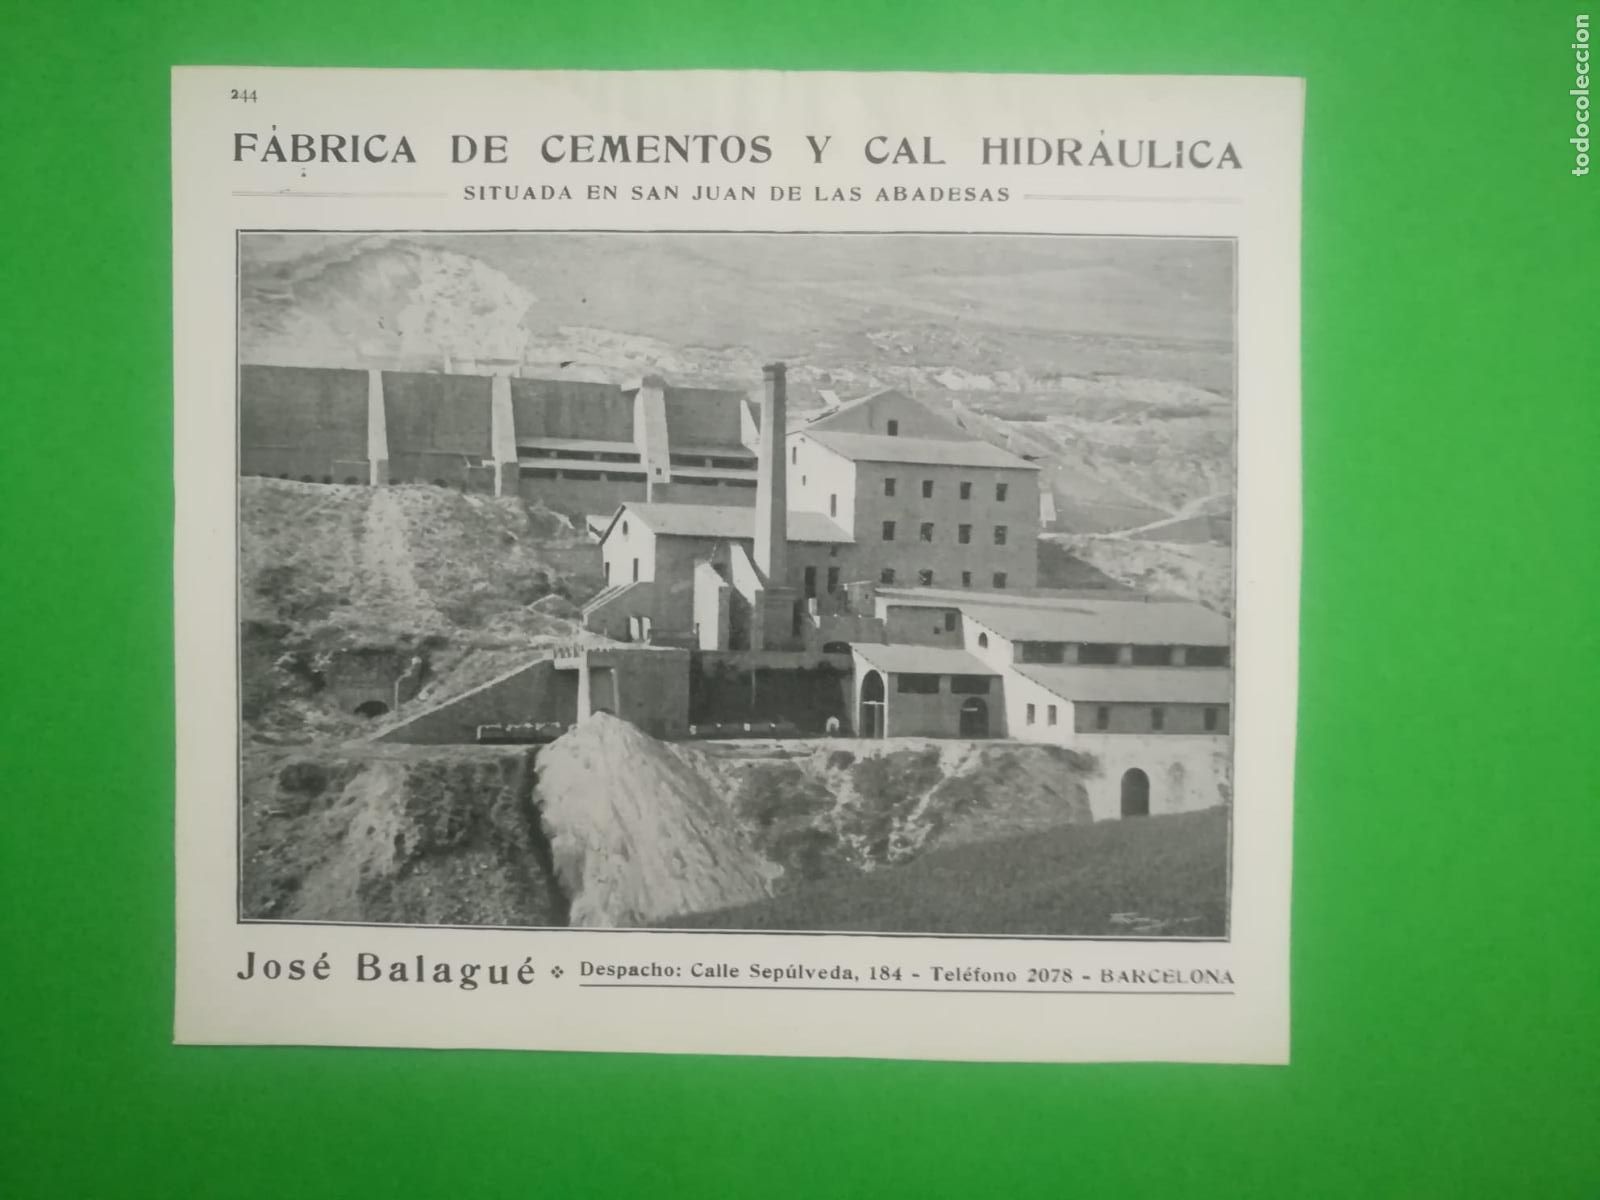 244
FÁBRICA DE CEMENTOS Y CAL HIDRÁULICA
SITUADA EN SAN JUAN DE LAS ABADESAS
José Balagué ❖ Despacho: Calle Sepúlveda, 184 - Teléfono 2078 - BARCELONA
todocoleccion